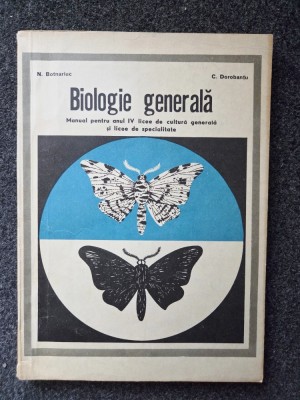 N. Botnariuc
C. Dorobanțu
Biologie generală
Manual pentru anul IV licee de cultură generală
și licee de specialitate